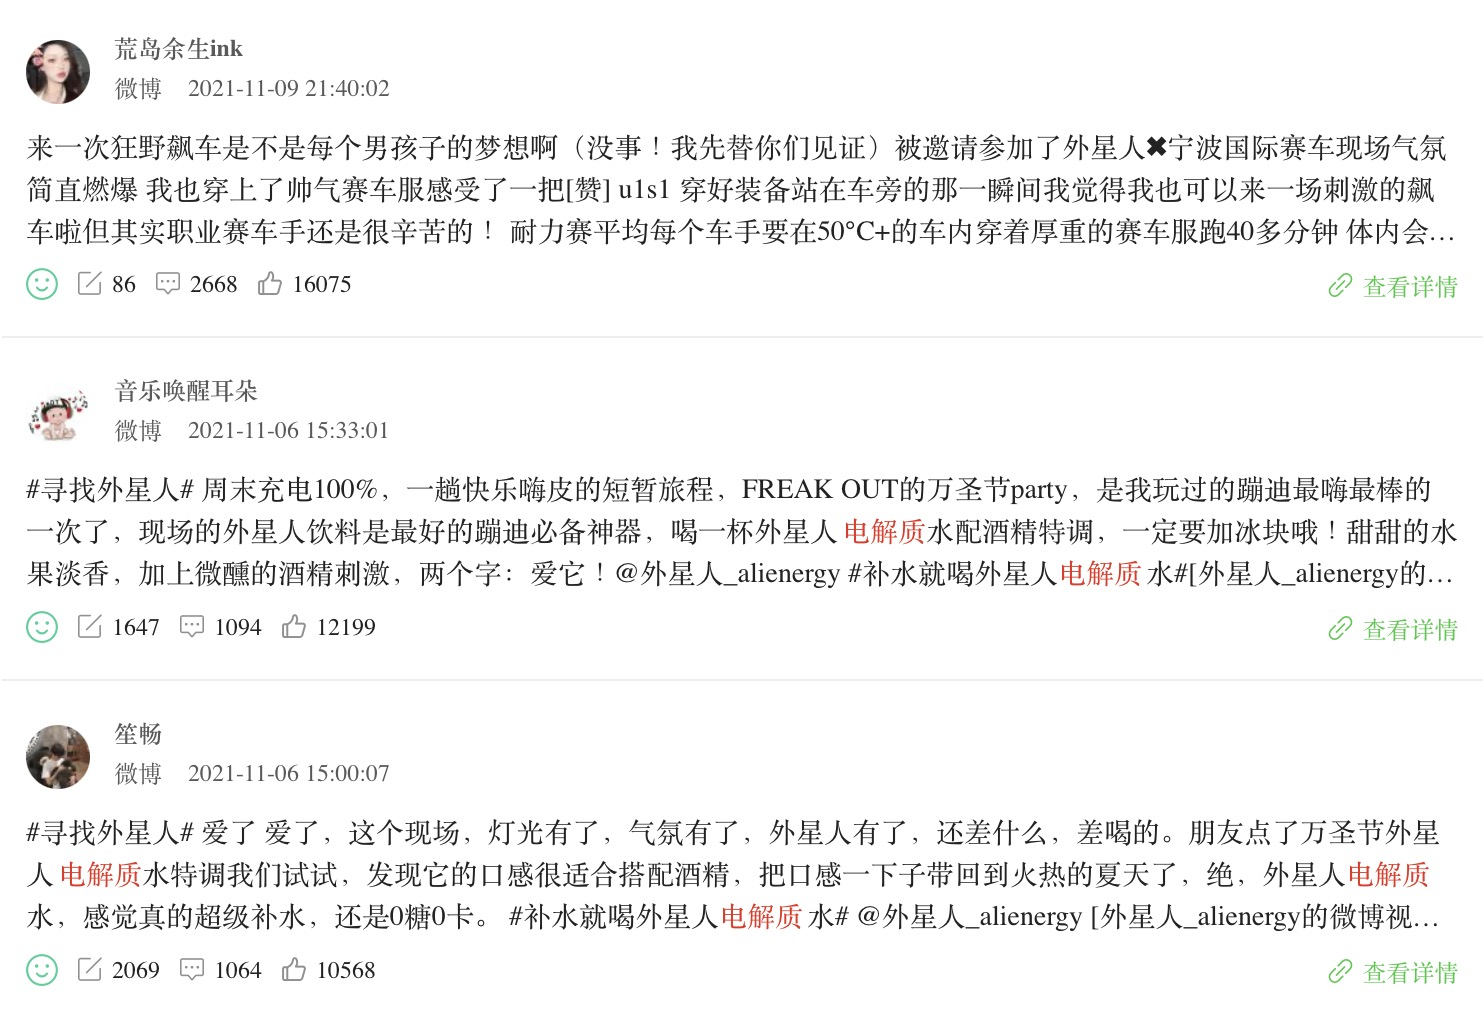 荒岛余生ink
微博 2021-11-09 21:40:02
来一次狂野飙车是不是每个男孩子的梦想啊（没事！我先替你们见证）被邀请参加了外星人✖宁波国际赛车现场气氛
简直燃爆 我也穿上了帅气赛车服感受了一把[赞] u1s1 穿好装备站在车旁的那一瞬间我觉得我也可以来一场刺激的飙
车啦但其实职业赛车手还是很辛苦的！ 耐力赛平均每个车手要在50°C+的车内穿着厚重的赛车服跑40多分钟 体内会…
86 2668 16075 查看详情
音乐唤醒耳朵
微博 2021-11-06 15:33:01
#寻找外星人# 周末充电100%，一趟快乐嗨皮的短暂旅程，FREAK OUT的万圣节party，是我玩过的蹦迪最嗨最棒的
一次了，现场的外星人饮料是最好的蹦迪必备神器，喝一杯外星人电解质水配酒精特调，一定要加冰块哦！甜甜的水
果淡香，加上微醺的酒精刺激，两个字：爱它！@外星人_alienergy #补水就喝外星人电解质水#[外星人_alienergy的…
1647 1094 12199 查看详情
笙畅
微博 2021-11-06 15:00:07
#寻找外星人# 爱了 爱了，这个现场，灯光有了，气氛有了，外星人有了，还差什么，差喝的。朋友点了万圣节外星
人电解质水特调我们试试，发现它的口感很适合搭配酒精，把口感一下子带回到火热的夏天了，绝，外星人电解质
水，感觉真的超级补水，还是0糖0卡。 #补水就喝外星人电解质水# @外星人_alienergy [外星人_alienergy的微博视…
2069 1064 10568 查看详情